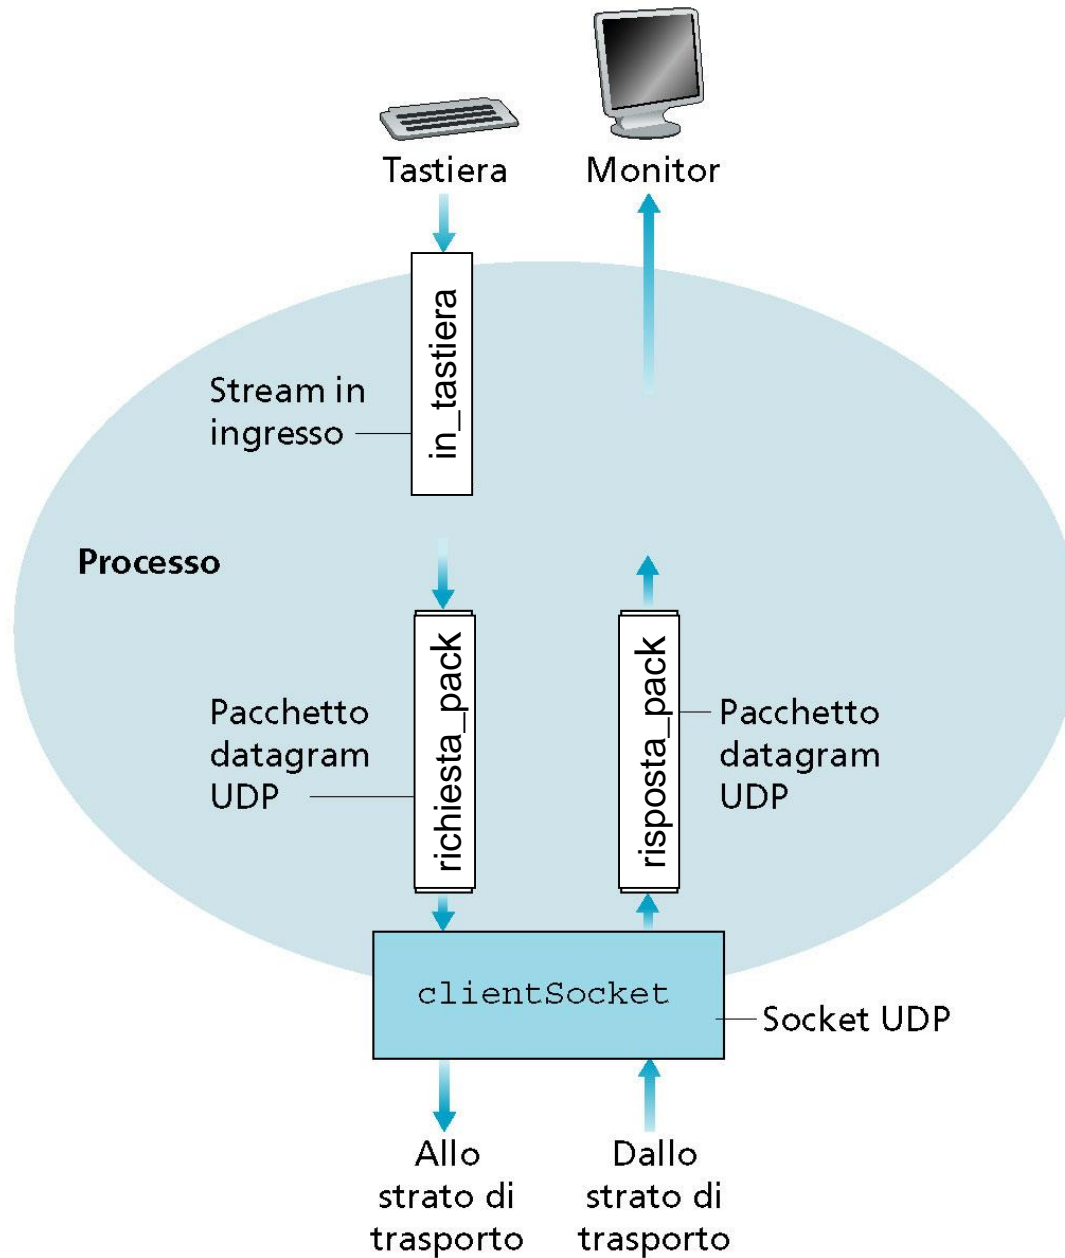 Tastiera
Monitor
in_tastiera
Stream in
ingresso
Processo
richiesta_pack
risposta_pack
Pacchetto
datagram
UDP
Pacchetto
datagram
UDP
clientSocket
Socket UDP
Allo
strato di
trasporto
Dallo
strato di
trasporto